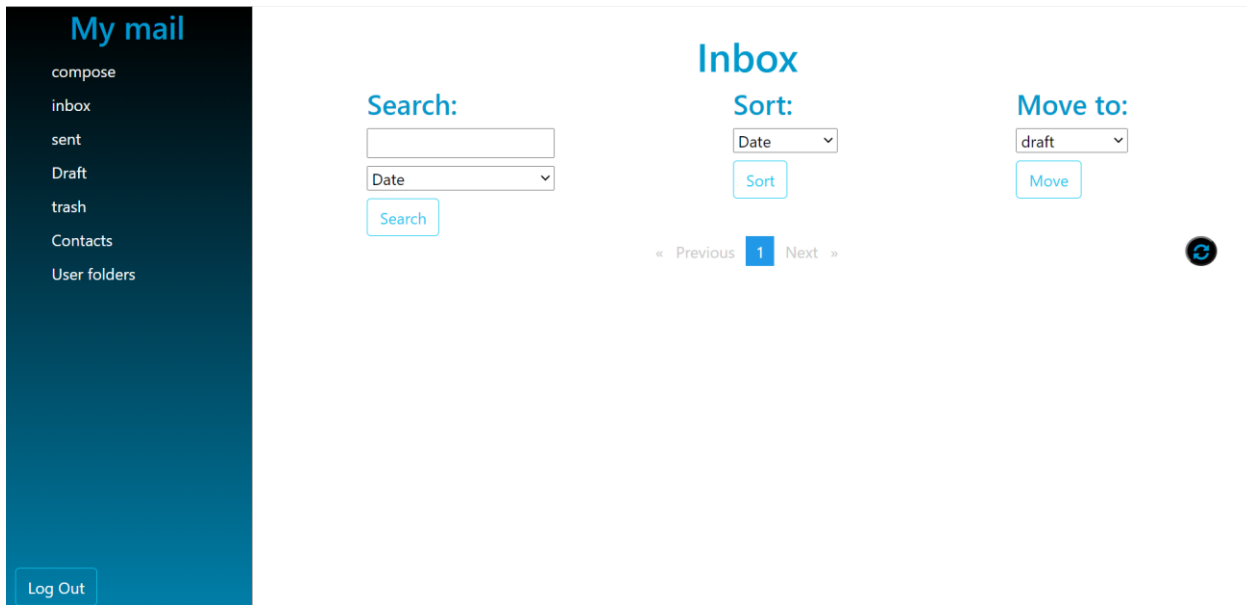 My mail
compose
inbox
sent
Draft
trash
Contacts
User folders
Log Out
Inbox
Search:
Date
Search
Sort:
Date
Sort
Move to:
draft
Move
« Previous 1 Next »